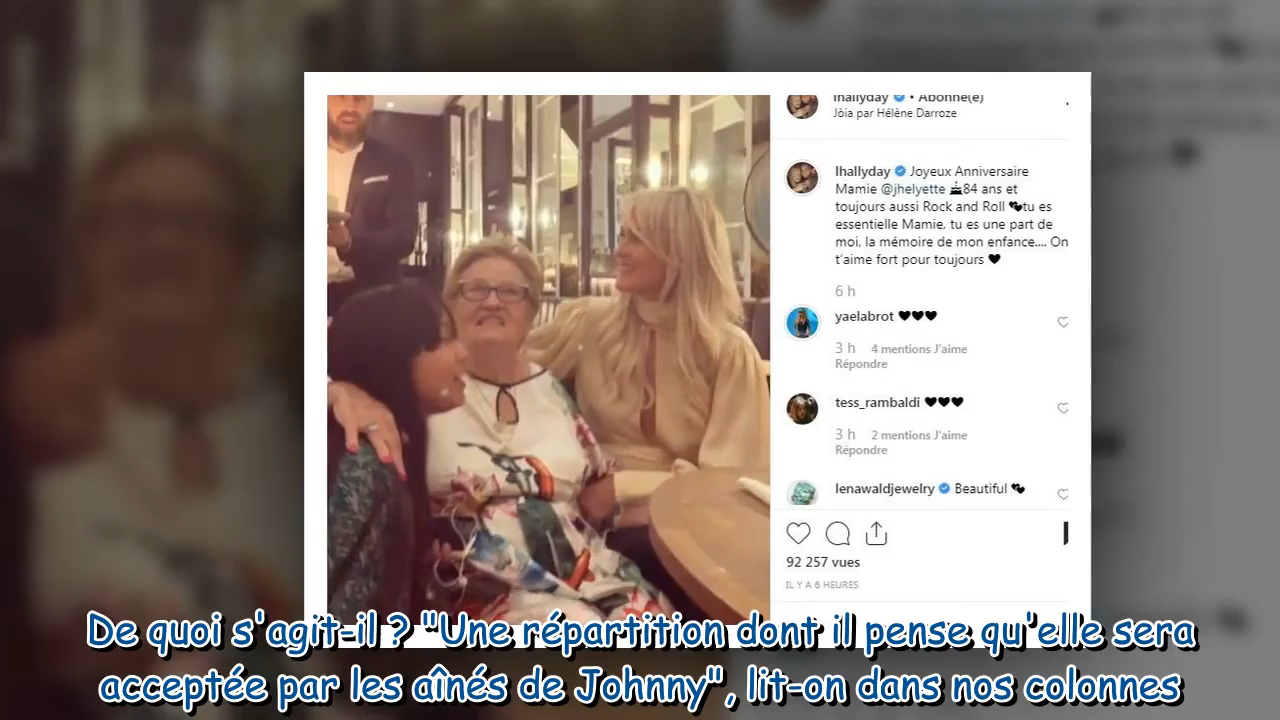 lhallyday • Abonné(e)
Jòia par Hélène Darroze
lhallyday Joyeux Anniversaire
Mamie @jhelyette 84 ans et
toujours aussi Rock and Roll tu es
essentielle Mamie, tu es une part de
moi, la mémoire de mon enfance.... On
t'aime fort pour toujours
6 h
yaelabrot
3 h 4 mentions J'aime
Répondre
tess_rambaldi
3 h 2 mentions J'aime
Répondre
lenawaldjewelry Beautiful
92 257 vues
IL Y A 6 HEURES
De quoi s'agit-il ? "Une répartition dont il pense qu'elle sera
acceptée par les aînés de Johnny", lit-on dans nos colonnes